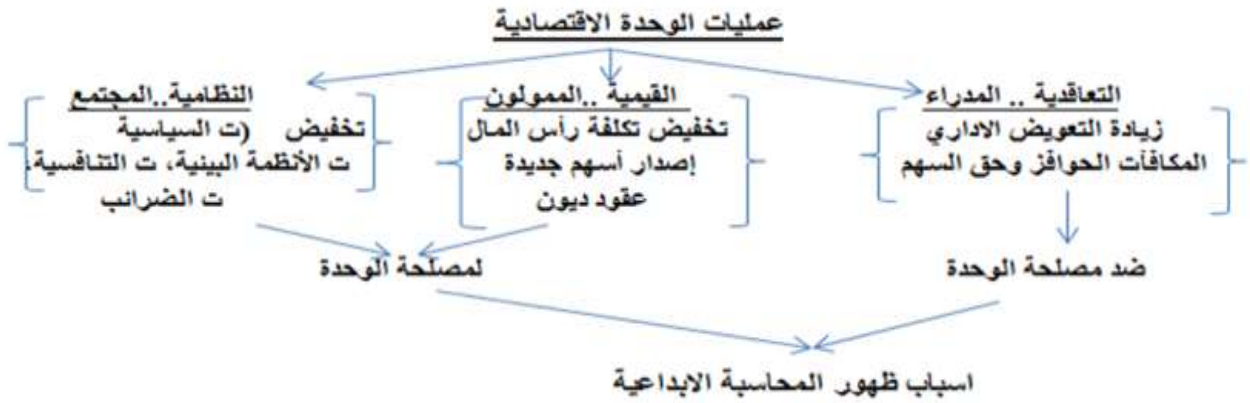 عمليات الوحدة الاقتصادية
التعاقدية .. المدراء
زيادة التعويض الاداري
المكافآت الحوافز وحق السهم
ضد مصلحة الوحدة
القيمية ..الممولون
تخفيض تكلفة رأس المال
إصدار أسهم جديدة
عقود ديون
النظامية..المجتمع
تخفيض (ت السياسية
ت الأنظمة البينية، ت التنافسية،
ت الضرائب
لمصلحة الوحدة
اسباب ظهور المحاسبة الابداعية